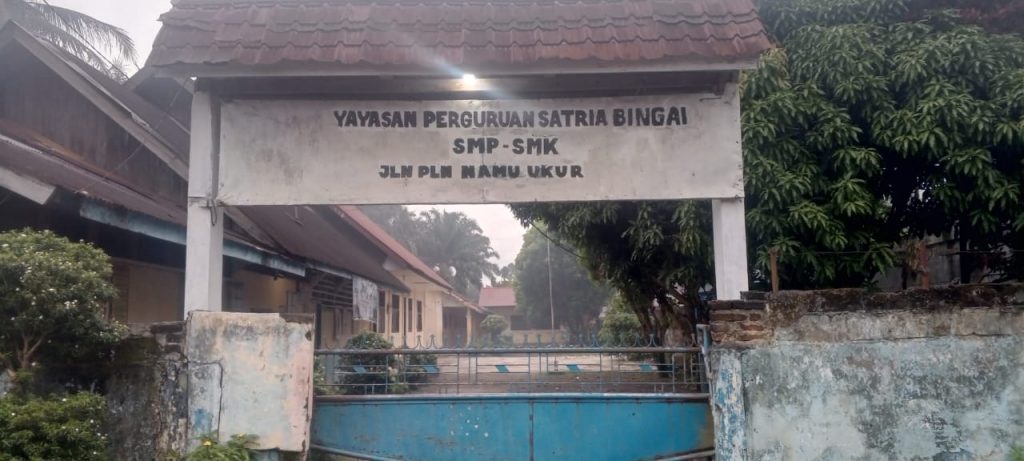 YAYASAN PERGURUAN SATRIA BINGAI
SMP-SMK
JLN PLN NAMU UKUR